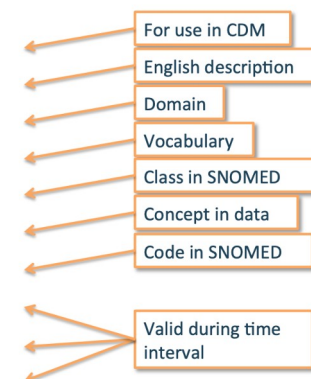 For use in CDM
English description
Domain
Vocabulary
Class in SNOMED
Concept in data
Code in SNOMED
Valid during time
interval